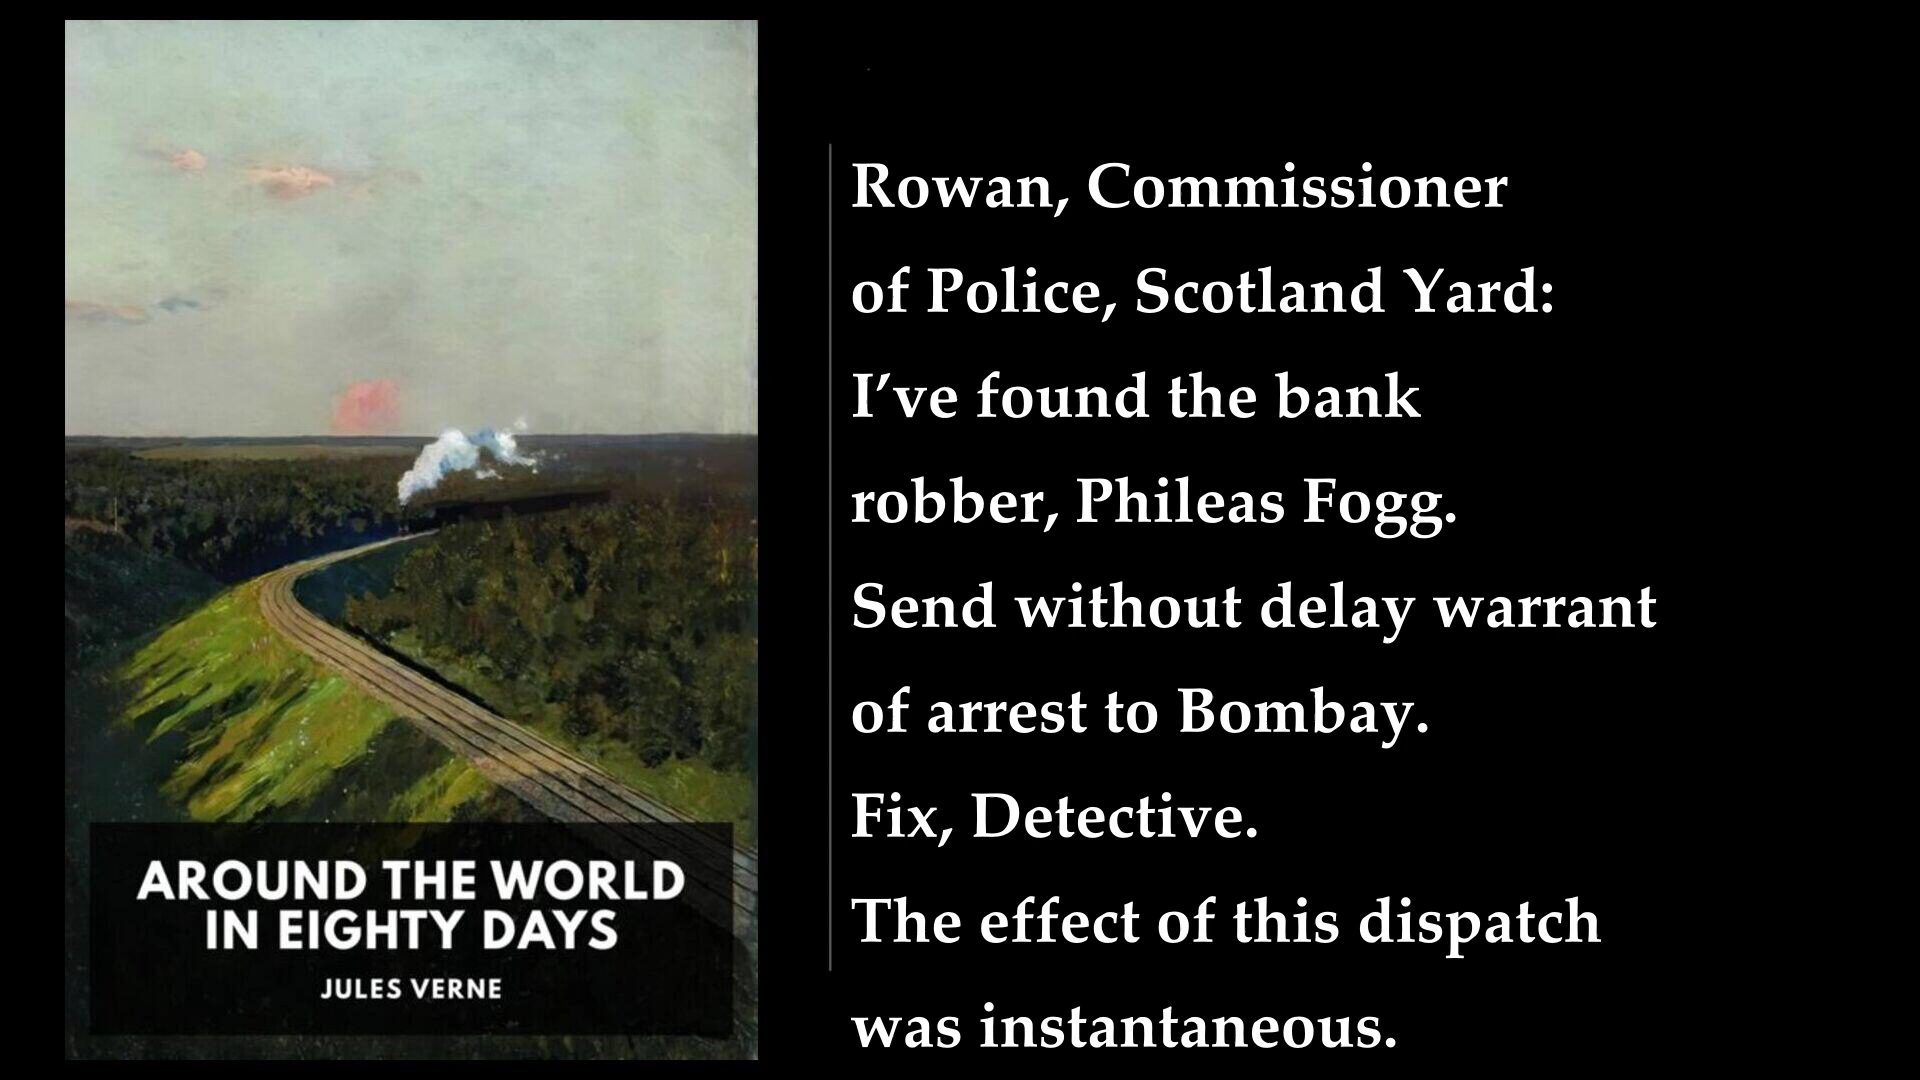 Rowan, Commissioner
of Police, Scotland Yard:
I’ve found the bank
robber, Phileas Fogg.
Send without delay warrant
of arrest to Bombay.
Fix, Detective.
The effect of this dispatch
was instantaneous.
AROUND THE WORLD
IN EIGHTY DAYS
JULES VERNE